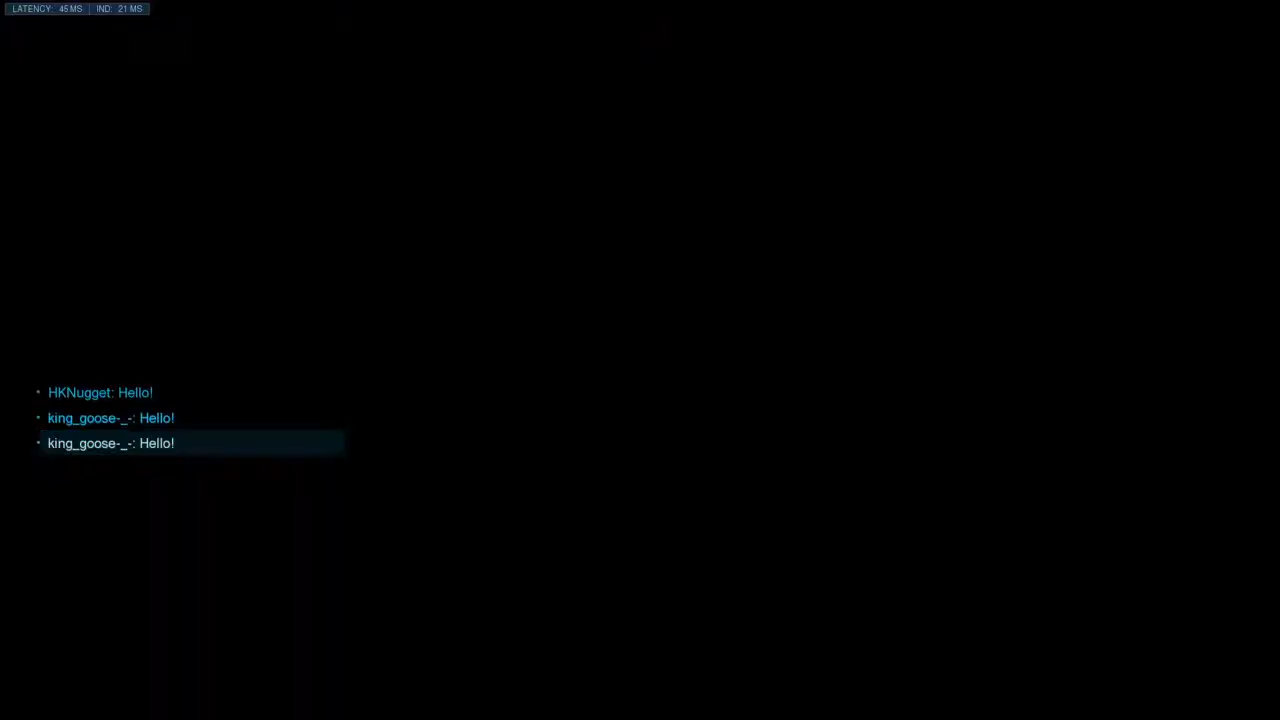 LATENCY: 45 MS | IND: 21 MS
HKNugget: Hello!
king_goose-_-: Hello!
king_goose-_-: Hello!